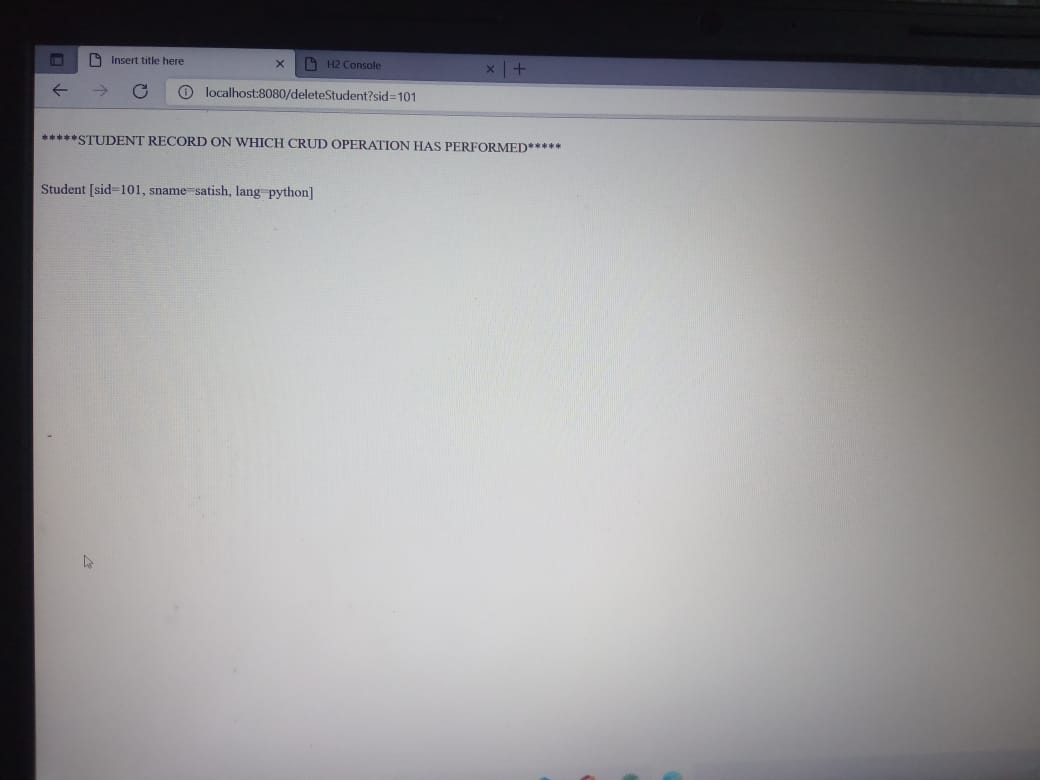 Insert title here
H2 Console
localhost:8080/deleteStudent?sid=101
*****STUDENT RECORD ON WHICH CRUD OPERATION HAS PERFORMED*****
Student [sid=101, sname=satish, lang=python]